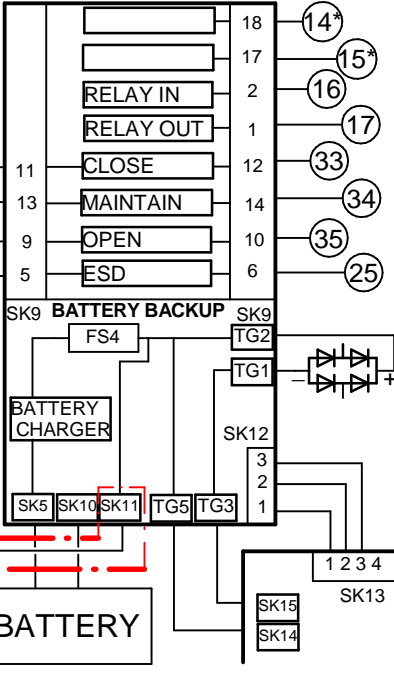 18 14*
17 15*
RELAY IN 2 16
RELAY OUT 1 17
11 CLOSE 12 33
13 MAINTAIN 14 34
9 OPEN 10 35
5 ESD 6 25
SK9 BATTERY BACKUP SK9
FS4 TG2
TG1
− +
BATTERY
CHARGER
SK12
3
2
1
SK5 SK10 SK11 TG5 TG3
1 2 3 4
SK13
BATTERY
SK15
SK14